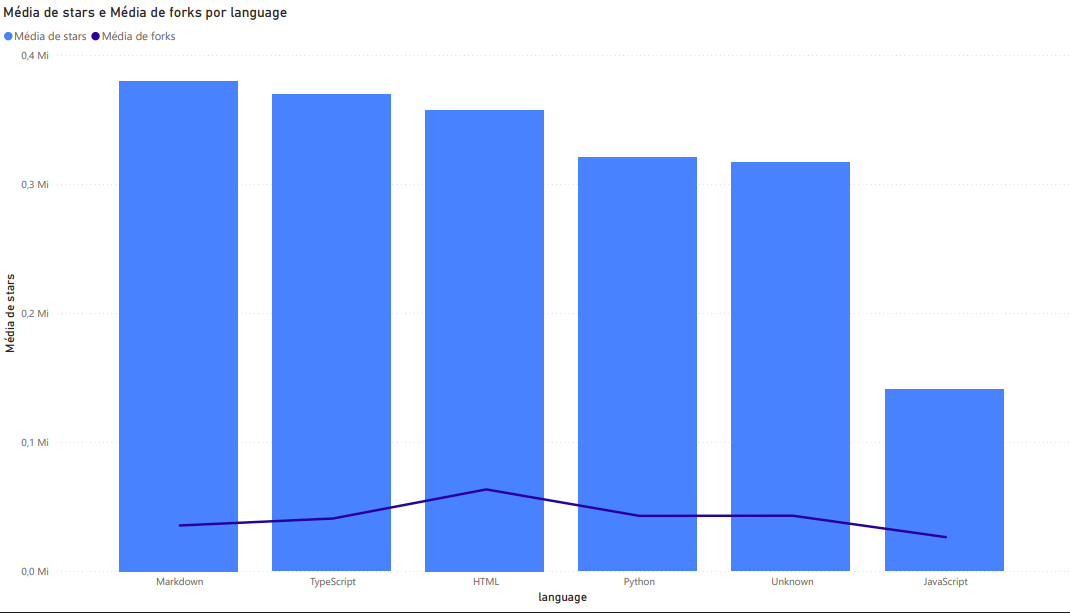 Média de stars e Média de forks por language
Média de stars Média de forks
0,4 Mi
0,3 Mi
0,2 Mi
0,1 Mi
0,0 Mi
Média de stars
Markdown TypeScript HTML Python Unknown JavaScript
language